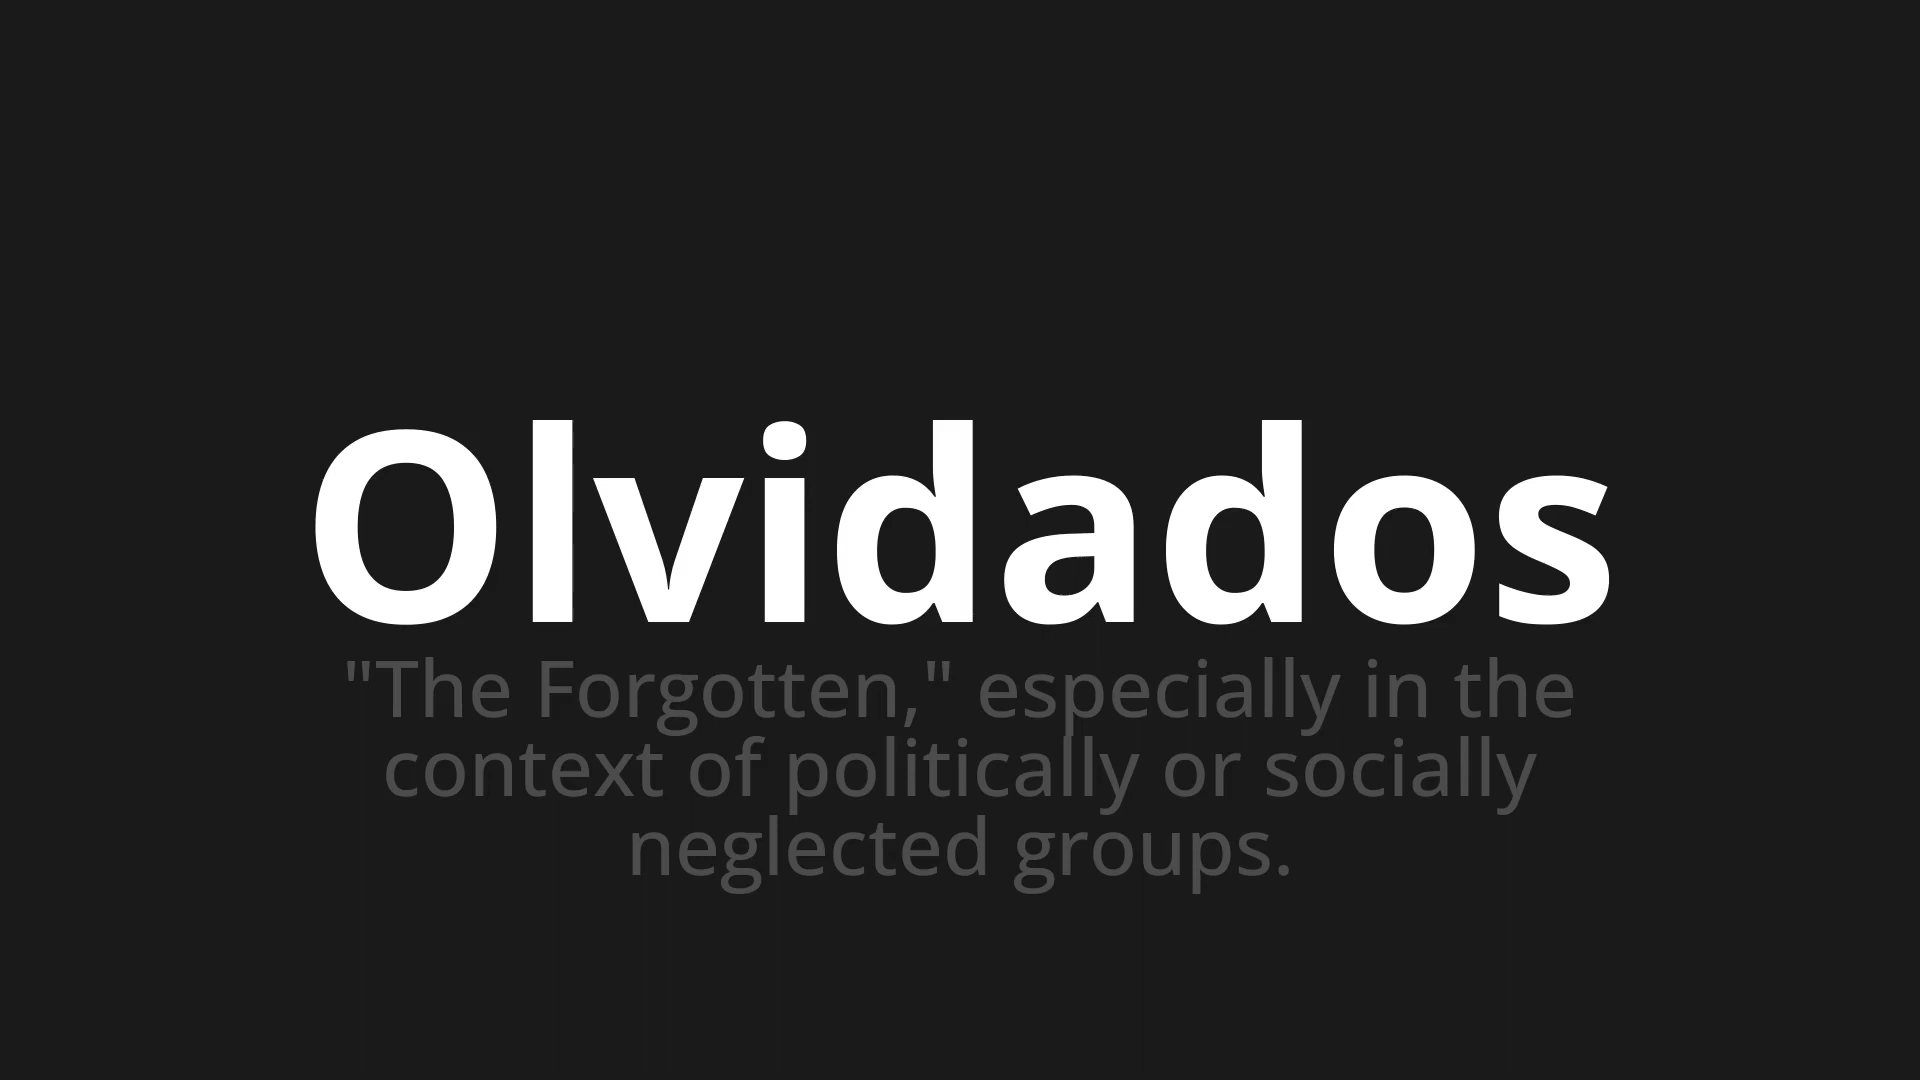 Olvidados
"The Forgotten," especially in the
context of politically or socially
neglected groups.